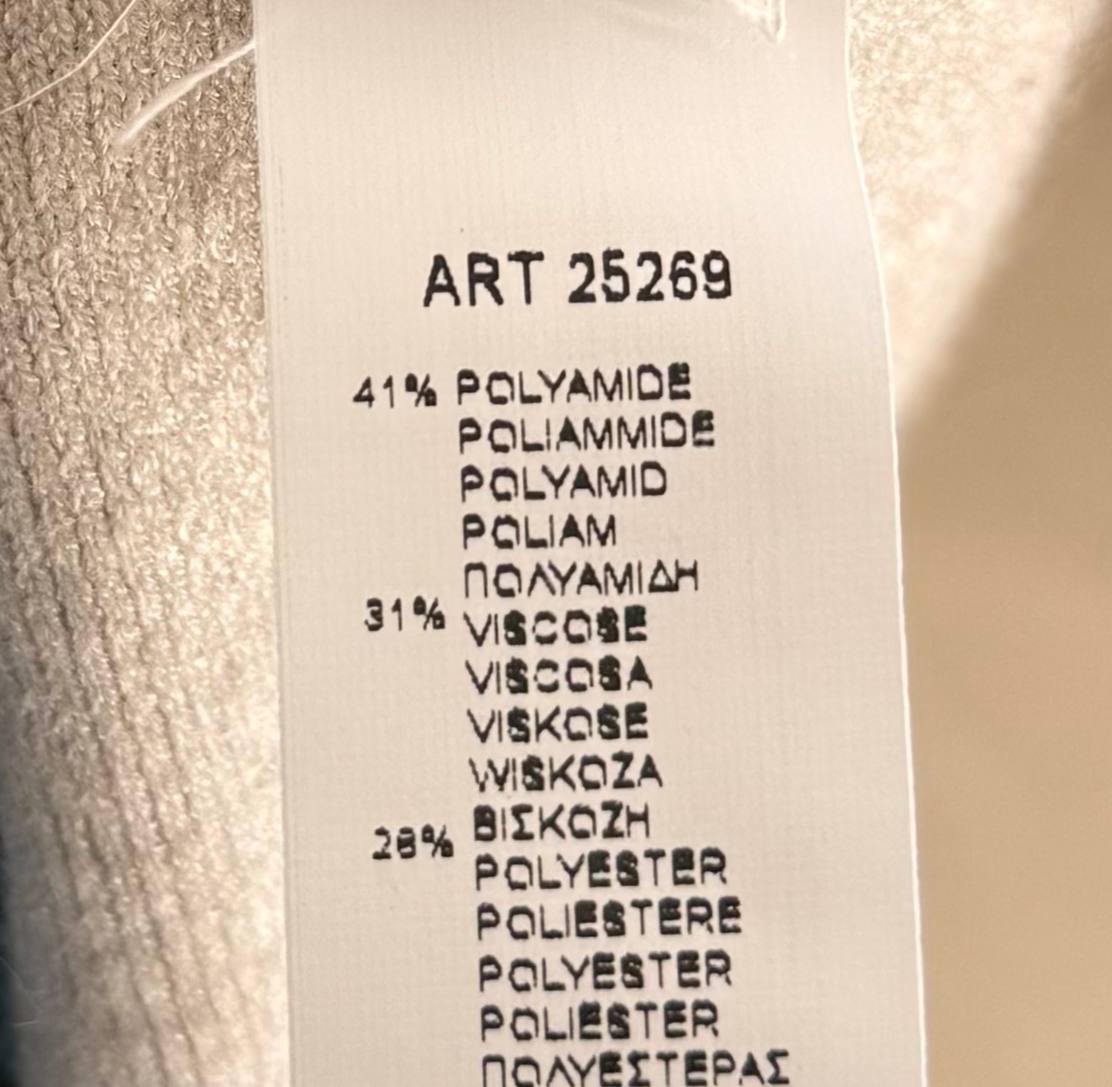 ART 25269
41% POLYAMIDE
POLIAMMIDE
POLYAMID
POLIAM
ΠΟΛΥΑΜΙΔΗ
31% VISCOSE
VISCOSA
VISKOSE
WISKOZA
ΒΙΣΚΟΖΗ
28% POLYESTER
POLIESTERE
POLYESTER
POLIESTER
ΠΟΛΥΕΣΤΕΡΑΣ